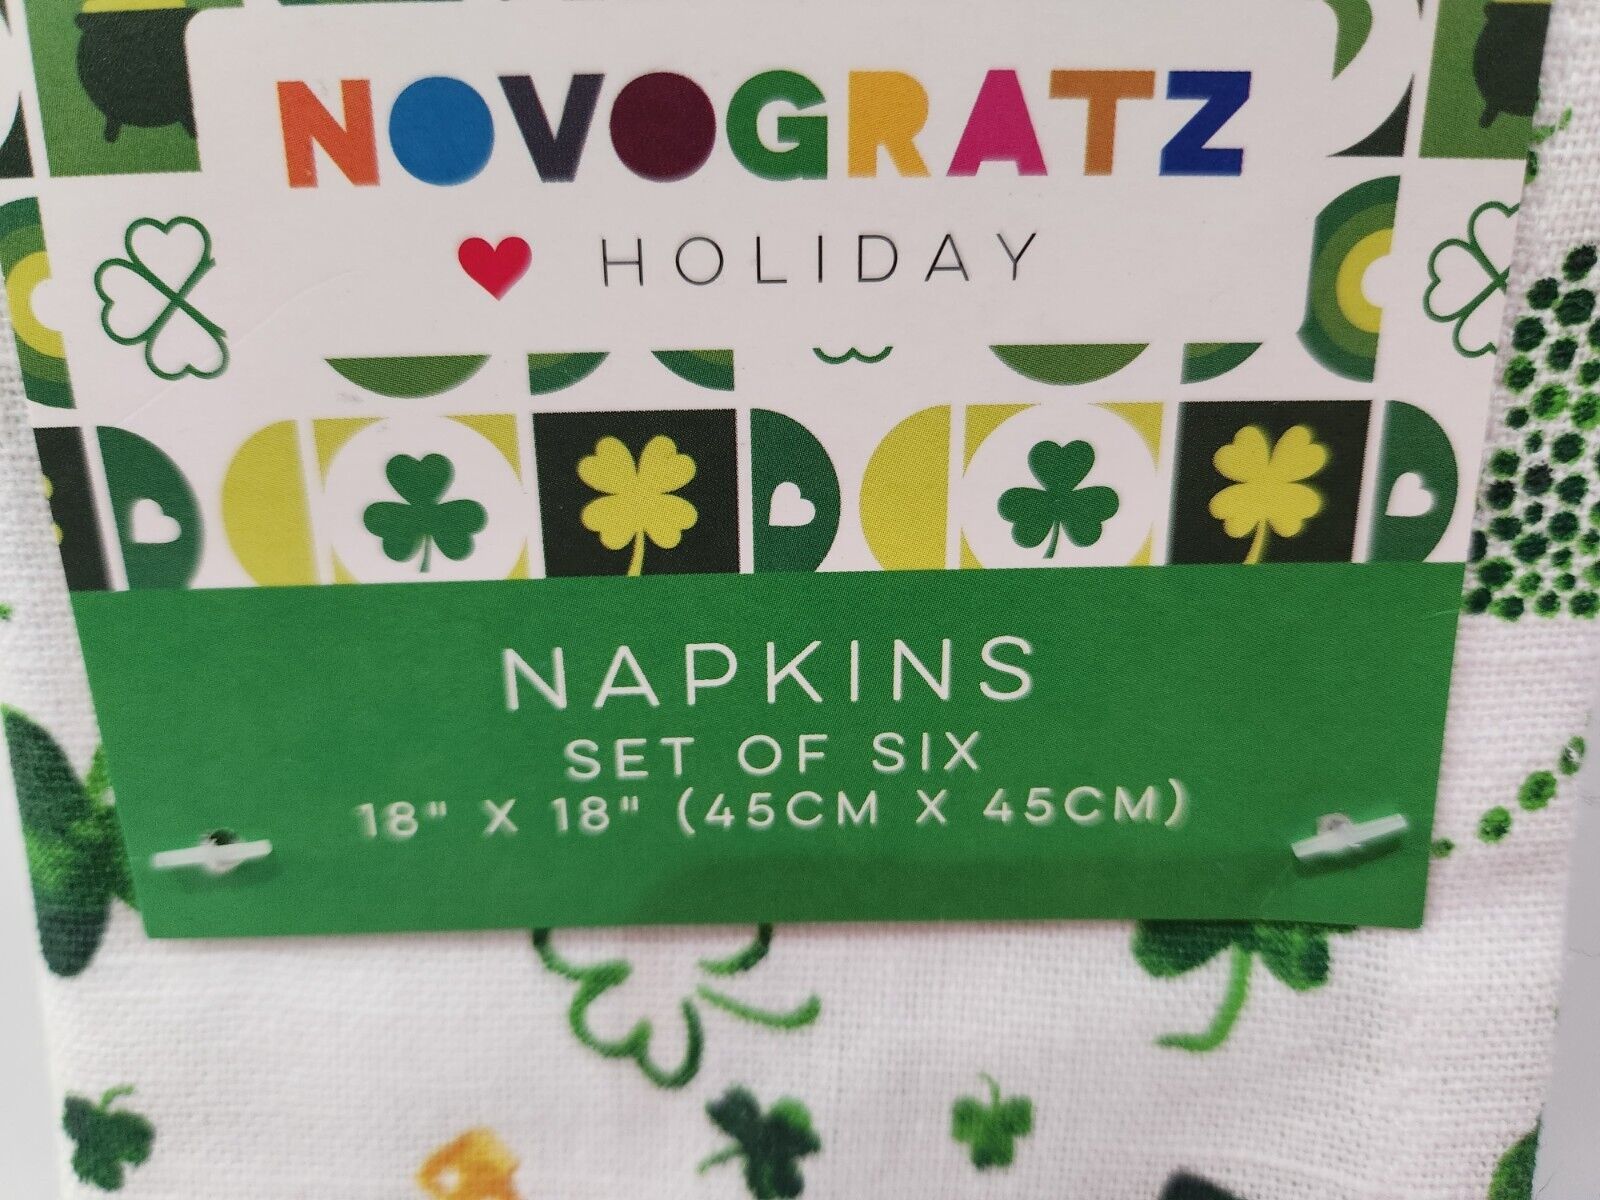 NOVOGRATZ
HOLIDAY
NAPKINS
SET OF SIX
18" X 18" (45CM X 45CM)